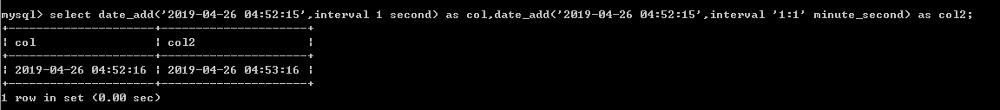 mysql> select date_add('2019-04-26 04:52:15',interval 1 second) as col,date_add('2019-04-26 04:52:15',interval '1:1' minute_second) as col2;
+---------------------+---------------------+
¦ col                 ¦ col2                ¦
+---------------------+---------------------+
¦ 2019-04-26 04:52:16 ¦ 2019-04-26 04:53:16 ¦
+---------------------+---------------------+
1 row in set (0.00 sec)